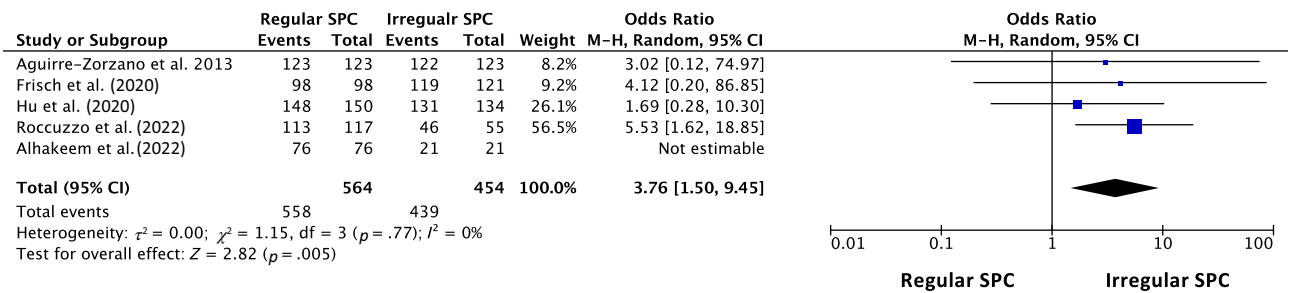 Regular SPC Irregualr SPC Odds Ratio Odds Ratio
Study or Subgroup Events Total Events Total Weight M-H, Random, 95% CI M-H, Random, 95% CI
Aguirre-Zorzano et al. 2013 123 123 122 123 8.2% 3.02 [0.12, 74.97]
Frisch et al. (2020) 98 98 119 121 9.2% 4.12 [0.20, 86.85]
Hu et al. (2020) 148 150 131 134 26.1% 1.69 [0.28, 10.30]
Roccuzzo et al. (2022) 113 117 46 55 56.5% 5.53 [1.62, 18.85]
Alhakeem et al. (2022) 76 76 21 21 Not estimable
Total (95% CI) 564 454 100.0% 3.76 [1.50, 9.45]
Total events 558 439
Heterogeneity: τ² = 0.00; χ² = 1.15, df = 3 (p = .77); I² = 0%
Test for overall effect: Z = 2.82 (p = .005)
0.01 0.1 1 10 100
Regular SPC Irregular SPC